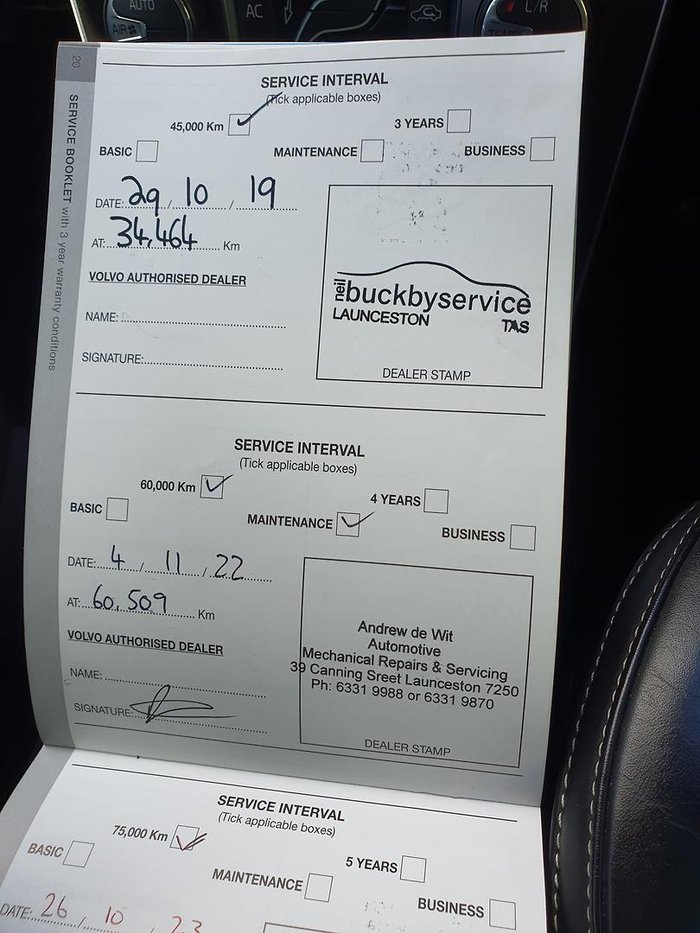 AUTO
AC
L/R
AIR
20
SERVICE BOOKLET with 3 year warranty conditions
SERVICE INTERVAL
(Tick applicable boxes)
45,000 Km
3 YEARS
BASIC
MAINTENANCE
BUSINESS
DATE: 29 / 10 / 19
AT: 34,464 Km
VOLVO AUTHORISED DEALER
NAME:
SIGNATURE:
neil buckbyservice
LAUNCESTON TAS
DEALER STAMP
SERVICE INTERVAL
(Tick applicable boxes)
60,000 Km
4 YEARS
BASIC
MAINTENANCE
BUSINESS
DATE: 4 / 11 / 22
AT: 60,509 Km
VOLVO AUTHORISED DEALER
NAME:
SIGNATURE:
Andrew de Wit
Automotive
Mechanical Repairs & Servicing
39 Canning Sreet Launceston 7250
Ph: 6331 9988 or 6331 9870
DEALER STAMP
SERVICE INTERVAL
(Tick applicable boxes)
75,000 Km
5 YEARS
BASIC
MAINTENANCE
BUSINESS
DATE: 26 / 10 / 23